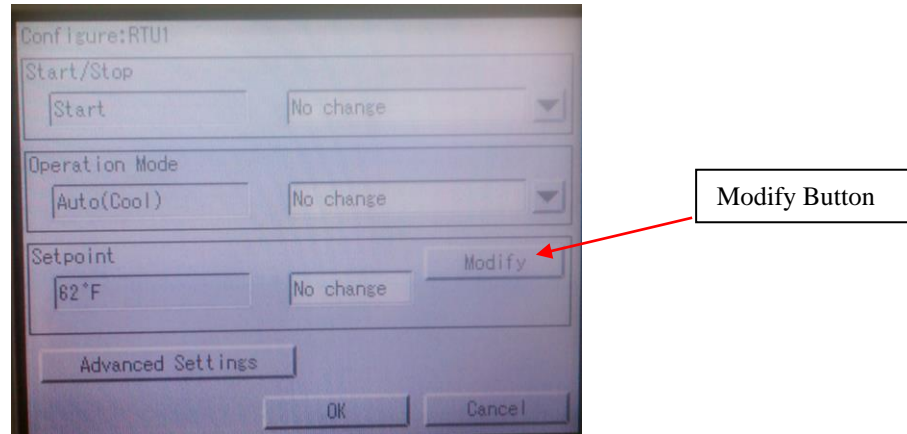 Configure:RTU1
Start/Stop
Start No change
Operation Mode
Auto(Cool) No change
Modify Button
Setpoint
Modify
62°F No change
Advanced Settings
OK Cancel